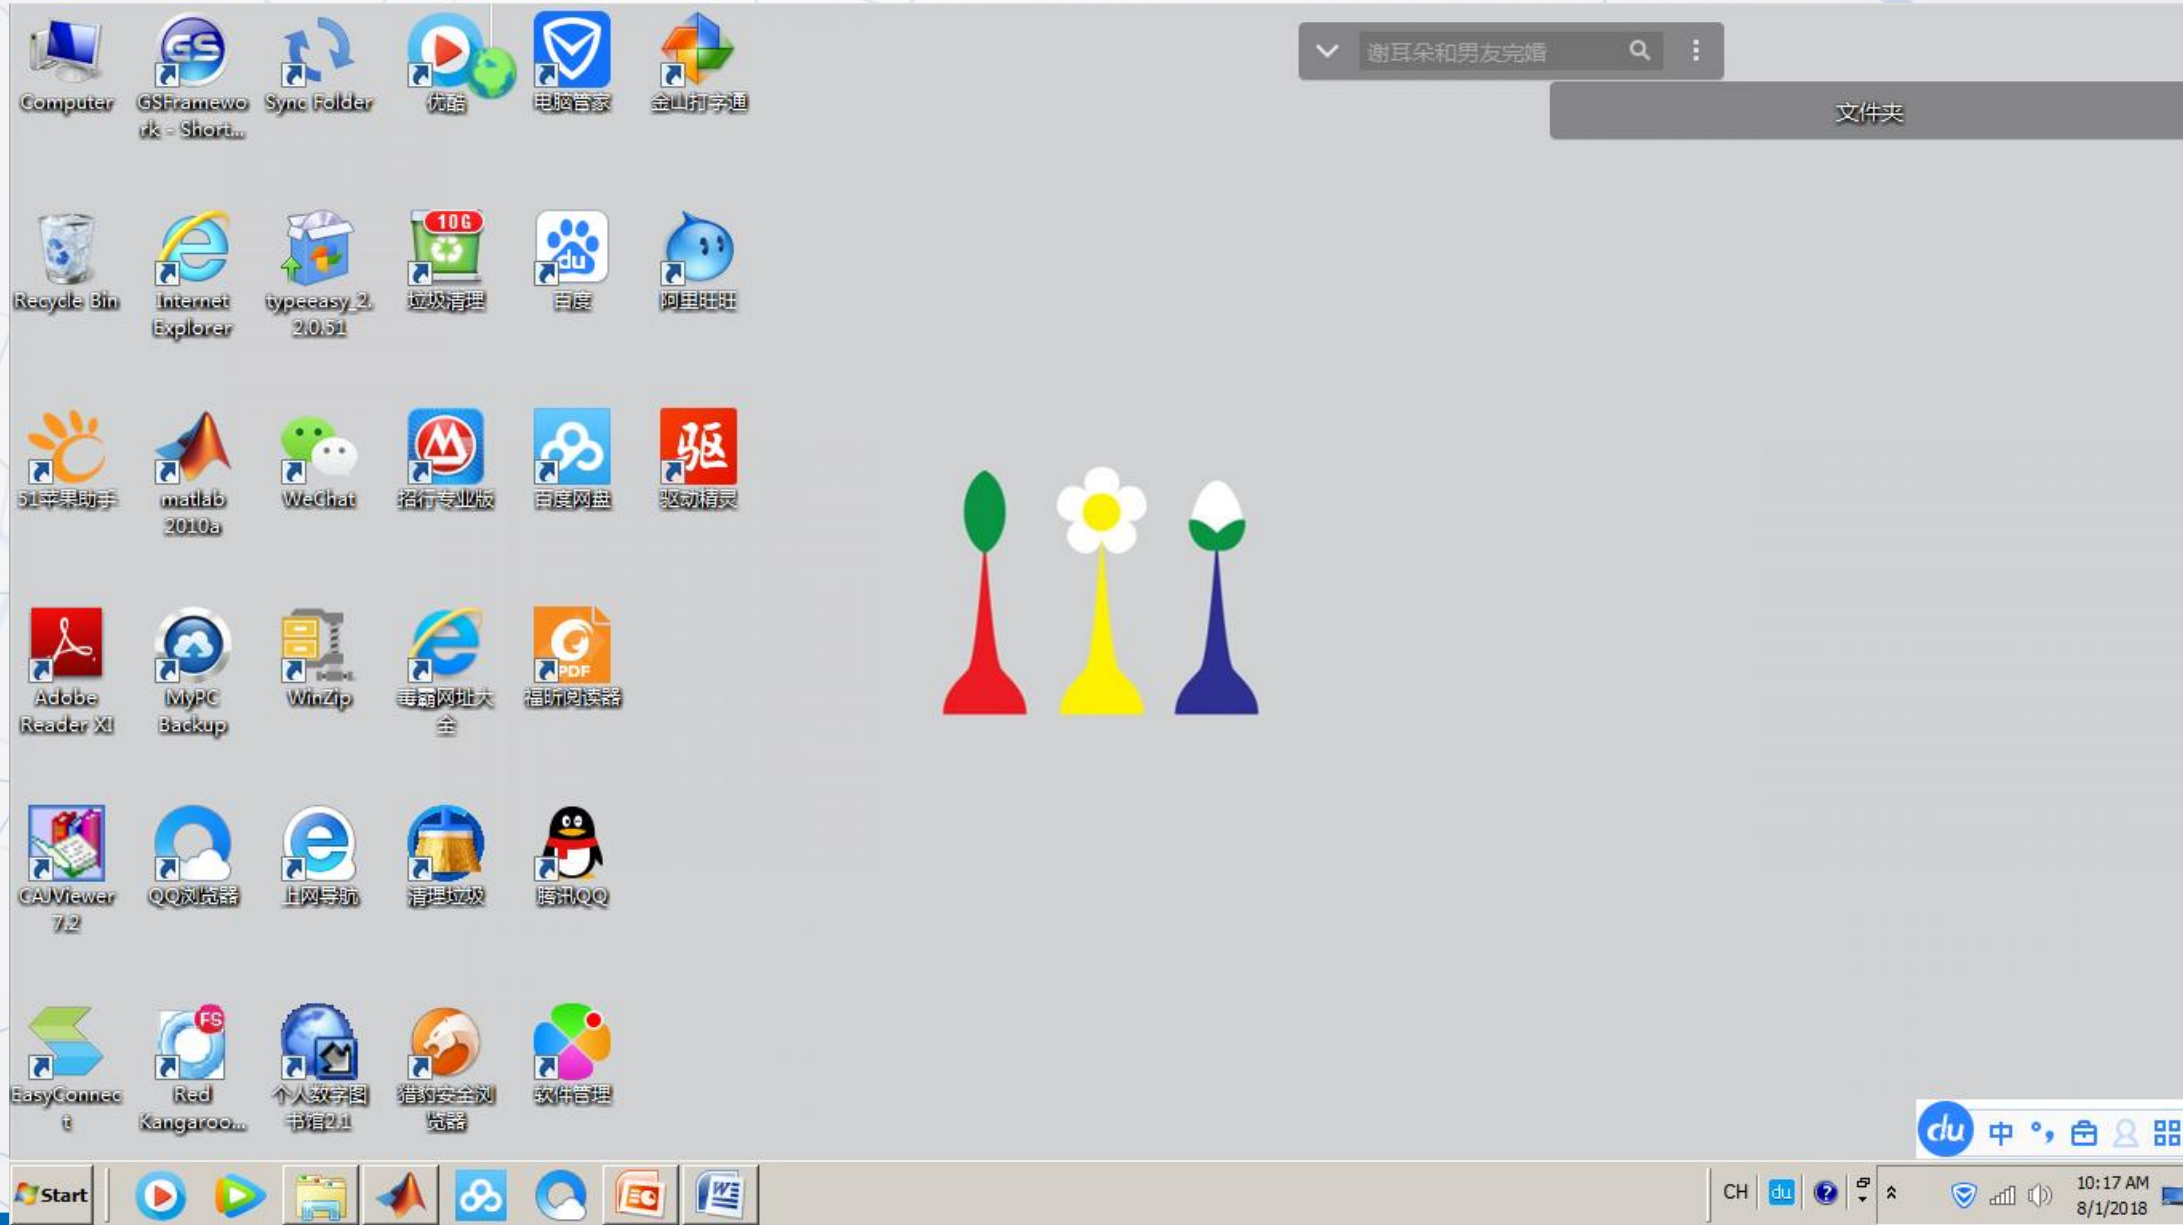 Computer
GSFramewo
rk - Short...
Sync Folder
优酷
电脑管家
金山打字通
谢耳朵和男友完婚
文件夹
Recycle Bin
Internet
Explorer
typeeasy_2.
2.0.51
10G
垃圾清理
du
百度
阿里旺旺
51苹果助手
matlab
2010a
WeChat
招行专业版
百度网盘
驱
驱动精灵
Adobe
Reader XI
MyPC
Backup
WinZip
毒霸网址大
全
PDF
福昕阅读器
CAJViewer
7.2
QQ浏览器
上网导航
清理垃圾
腾讯QQ
EasyConnec
t
FS
Red
Kangaroo...
个人数字图
书馆2.1
猎豹安全浏
览器
软件管理
du 中 °,
Start
CH du
10:17 AM
8/1/2018
GS